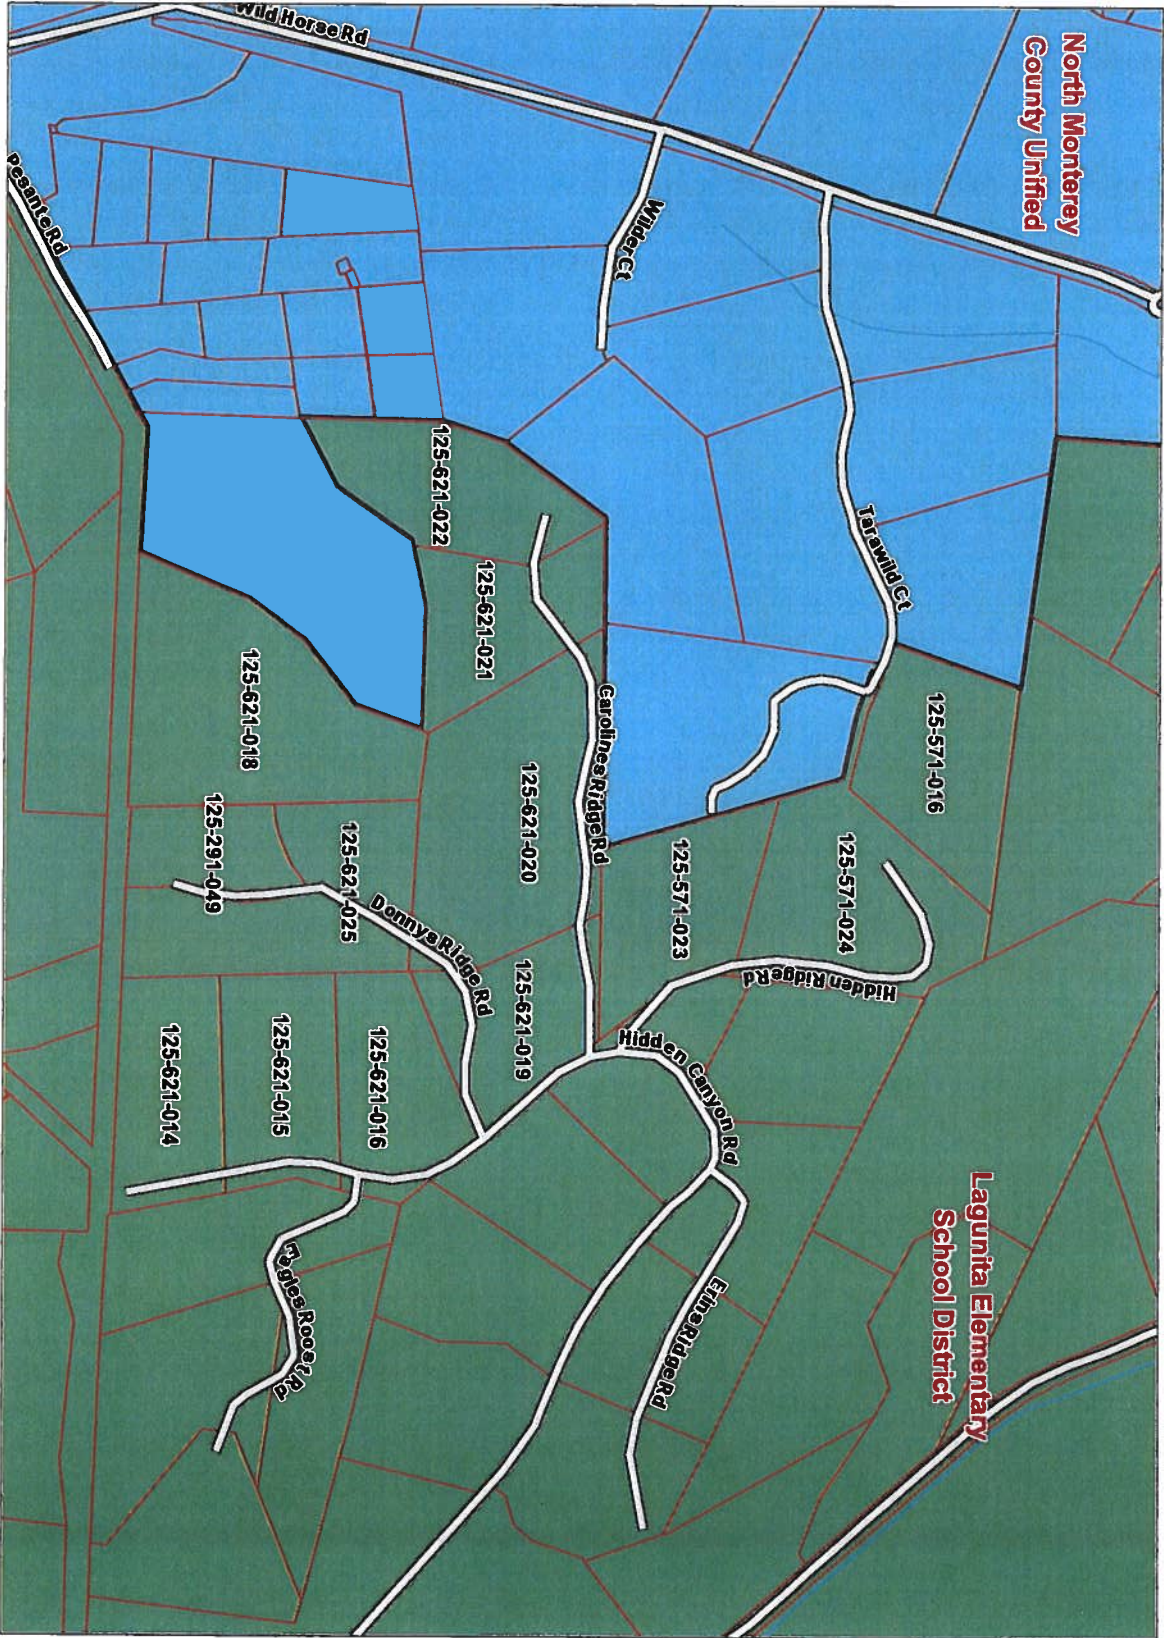 North Monterey
County Unified
Wild Horse Rd
Pesante Rd
Wilder Ct
Tarawild Ct
125-621-022
125-621-021
125-571-016
125-621-018
Carolines Ridge Rd
125-621-020
125-571-023
125-571-024
125-291-049
125-621-025
Donnys Ridge Rd
125-621-019
Hidden Ridge Rd
Hidden Canyon Rd
125-621-014
125-621-015
125-621-016
Lagunita Elementary
School District
Eagles Roost Rd
Erins Ridge Rd